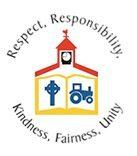 Respect, Responsibility,
Kindness, Fairness, Unity